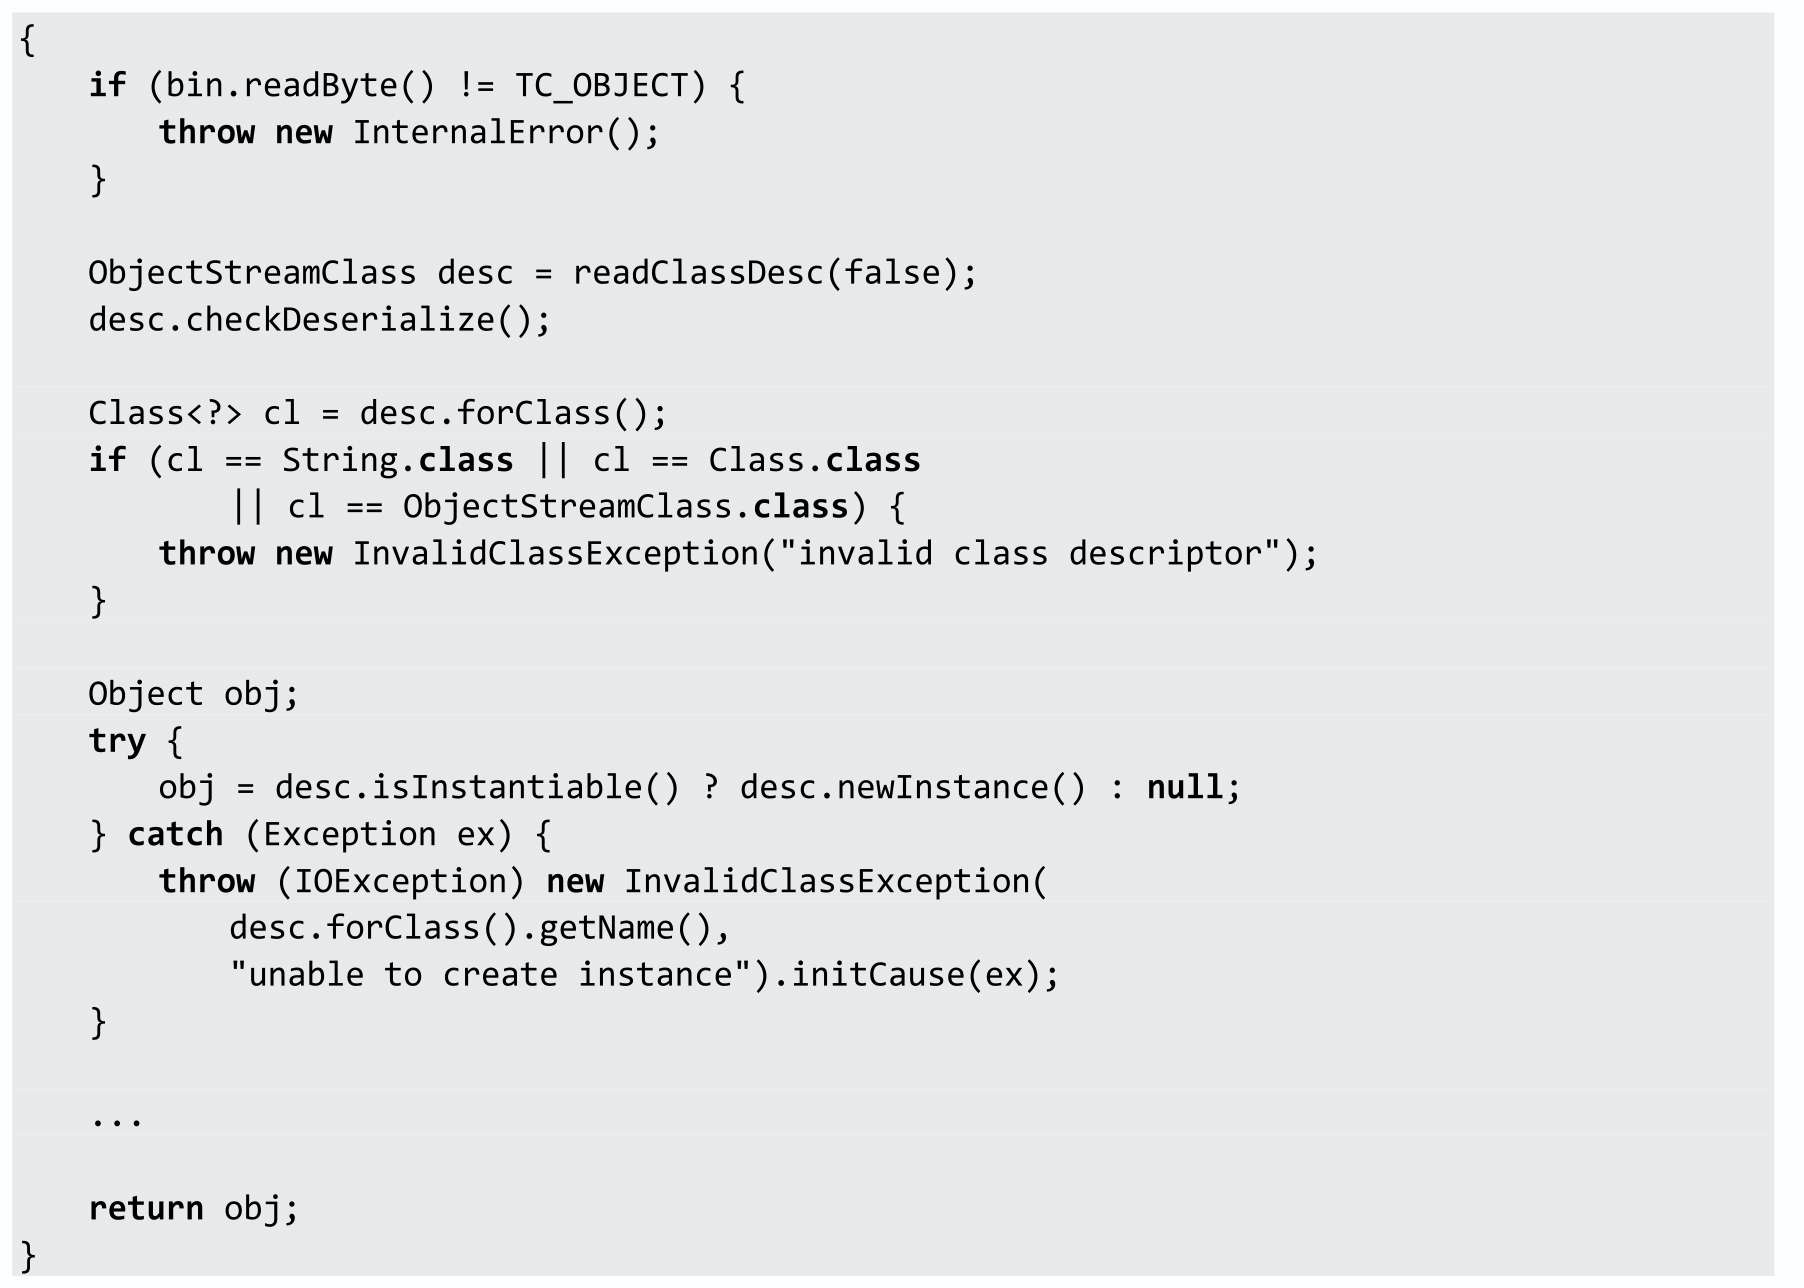 {
    if (bin.readByte() != TC_OBJECT) {
        throw new InternalError();
    }

    ObjectStreamClass desc = readClassDesc(false);
    desc.checkDeserialize();

    Class<?> cl = desc.forClass();
    if (cl == String.class || cl == Class.class
            || cl == ObjectStreamClass.class) {
        throw new InvalidClassException("invalid class descriptor");
    }

    Object obj;
    try {
        obj = desc.isInstantiable() ? desc.newInstance() : null;
    } catch (Exception ex) {
        throw (IOException) new InvalidClassException(
            desc.forClass().getName(),
            "unable to create instance").initCause(ex);
    }

    ...

    return obj;
}